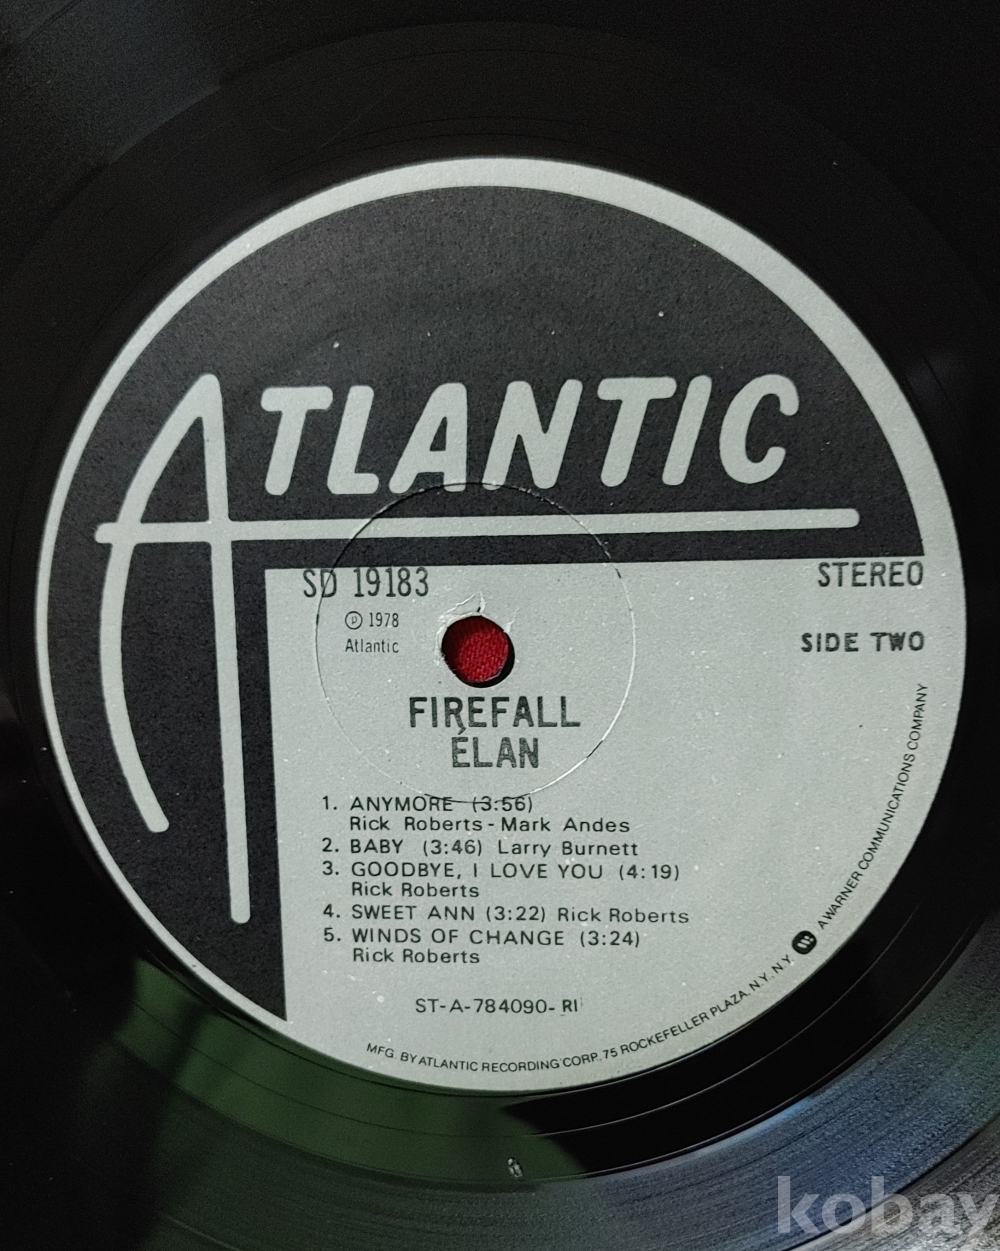 ATLANTIC
SD 19183
STEREO
℗ 1978
Atlantic
SIDE TWO
FIREFALL
ÉLAN
1. ANYMORE (3:56)
Rick Roberts - Mark Andes
2. BABY (3:46) Larry Burnett
3. GOODBYE, I LOVE YOU (4:19)
Rick Roberts
4. SWEET ANN (3:22) Rick Roberts
5. WINDS OF CHANGE (3:24)
Rick Roberts
ST-A-784090- RI
MFG. BY ATLANTIC RECORDING CORP., 75 ROCKEFELLER PLAZA, N.Y., N.Y. A WARNER COMMUNICATIONS COMPANY
kobay